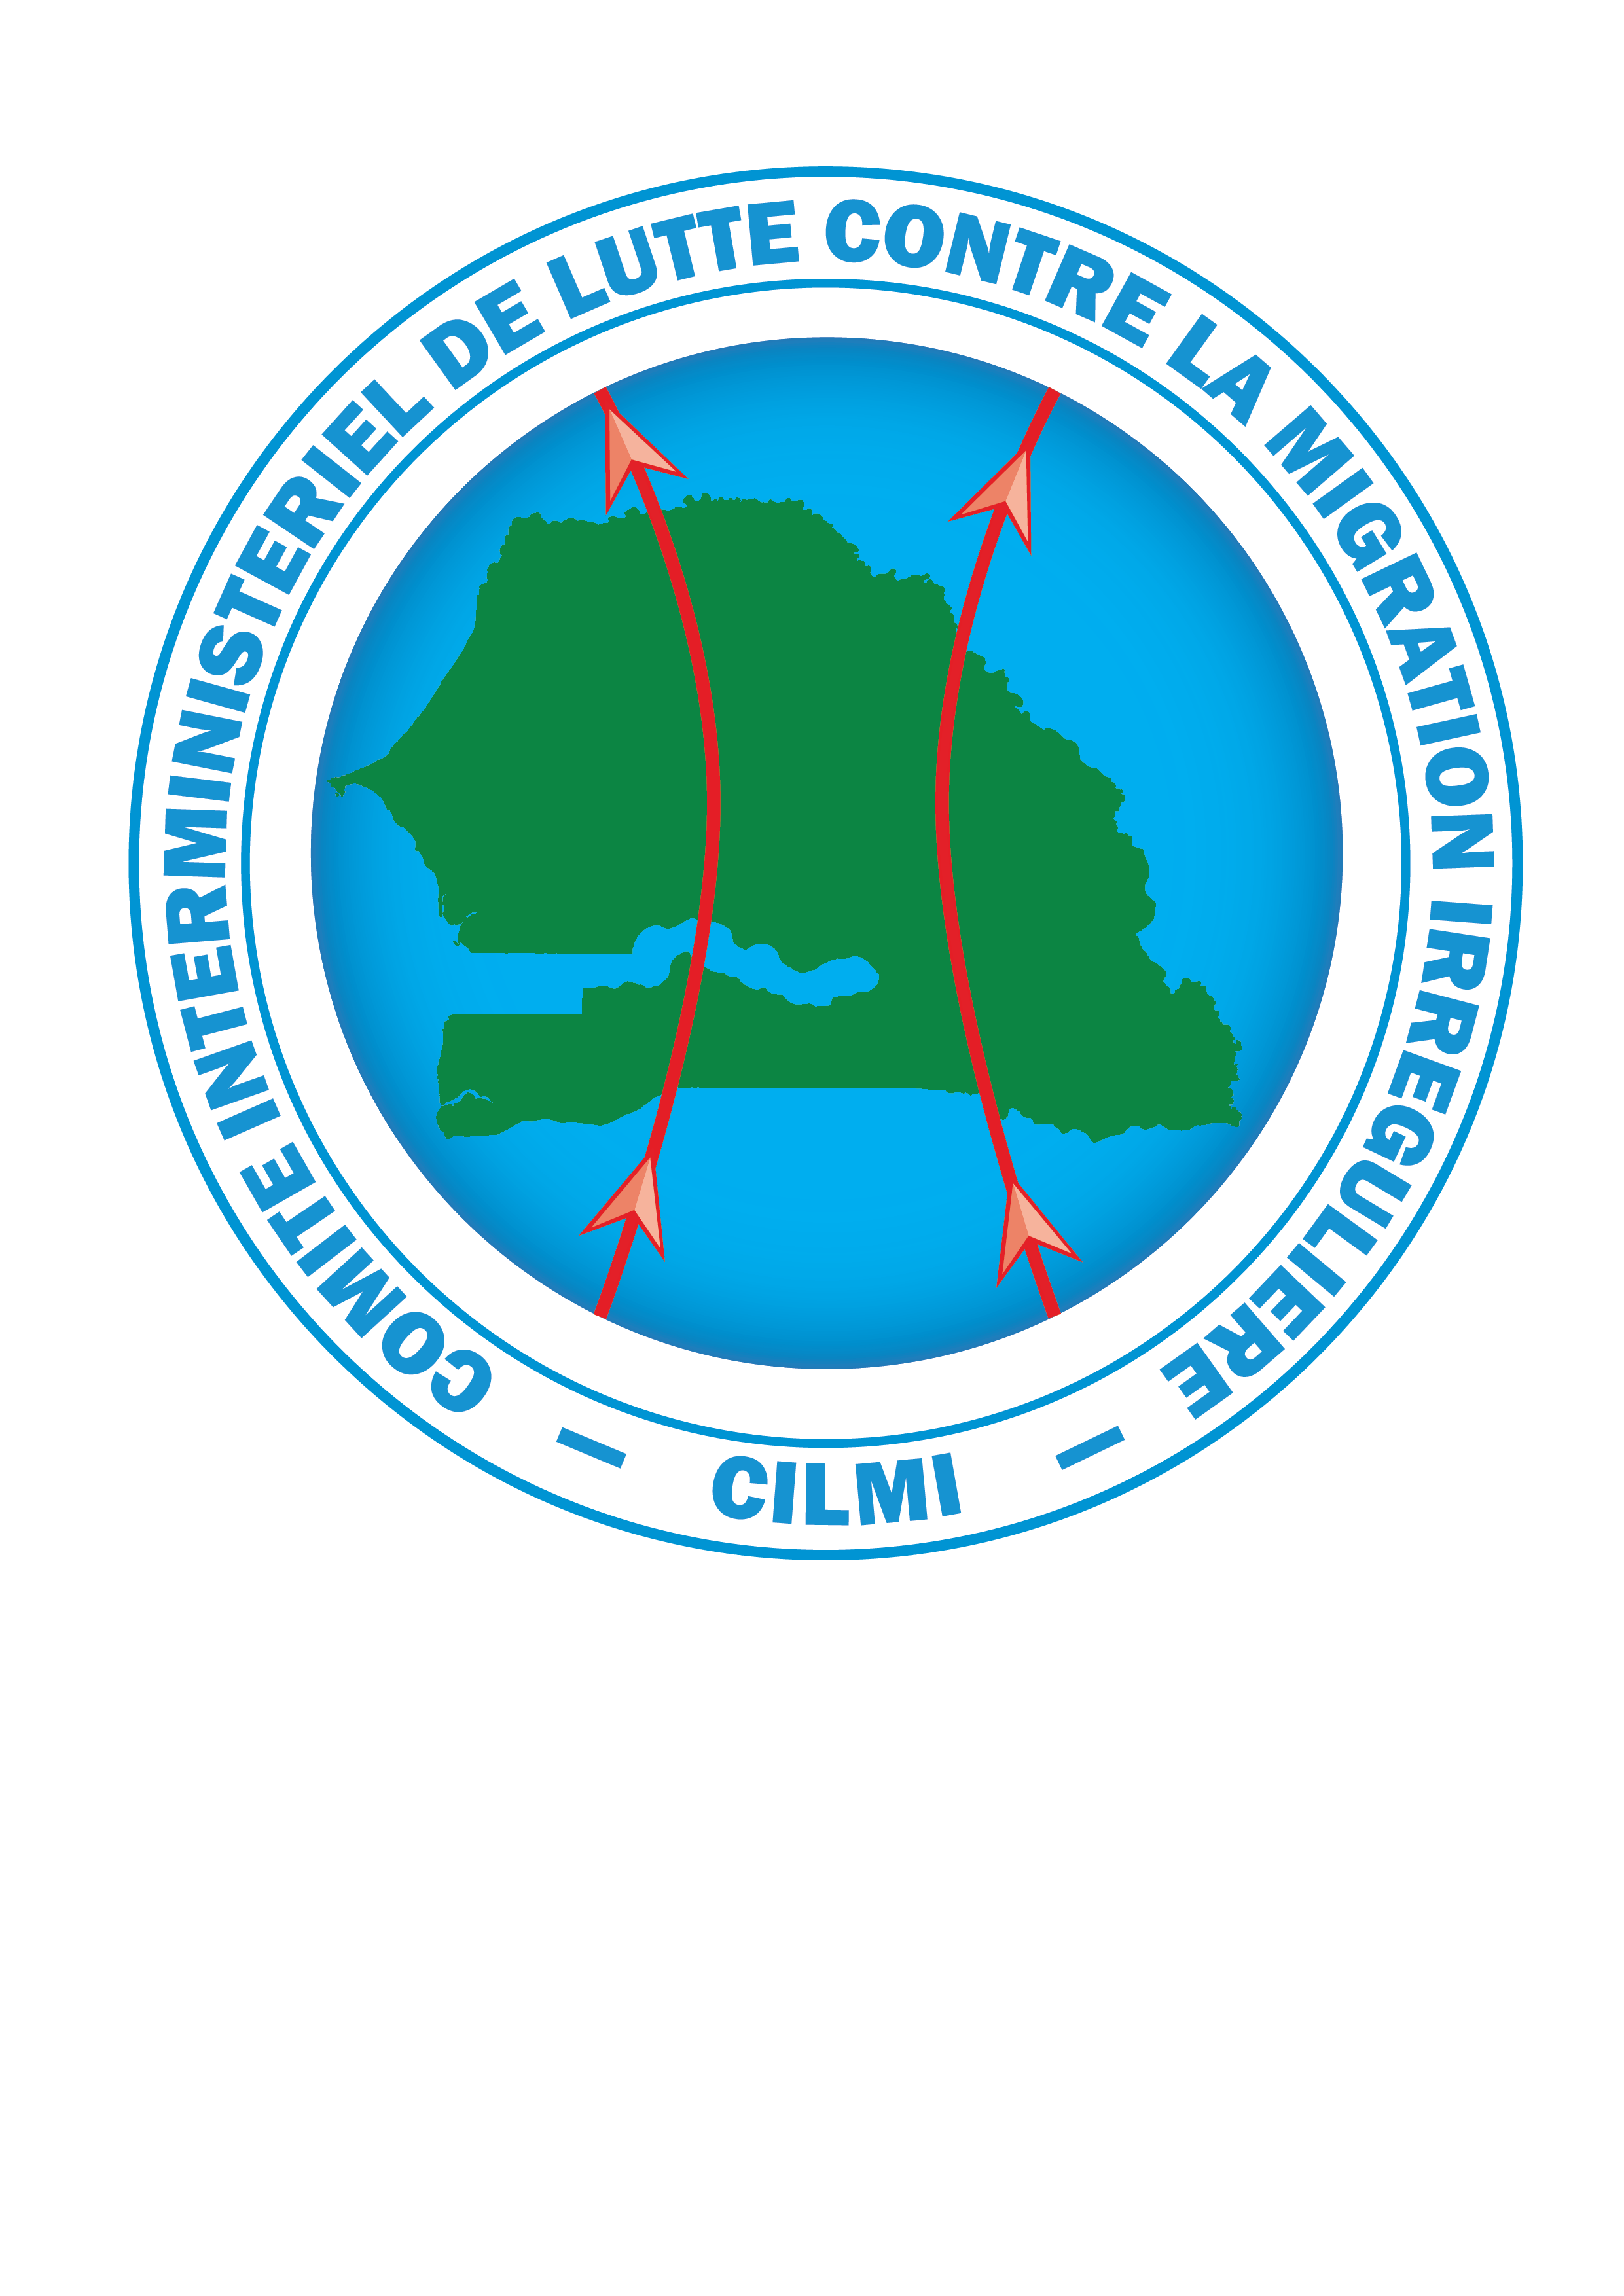 COMITE INTERMINISTERIEL DE LUTTE CONTRE LA MIGRATION IRREGULIERE
— CILMI —